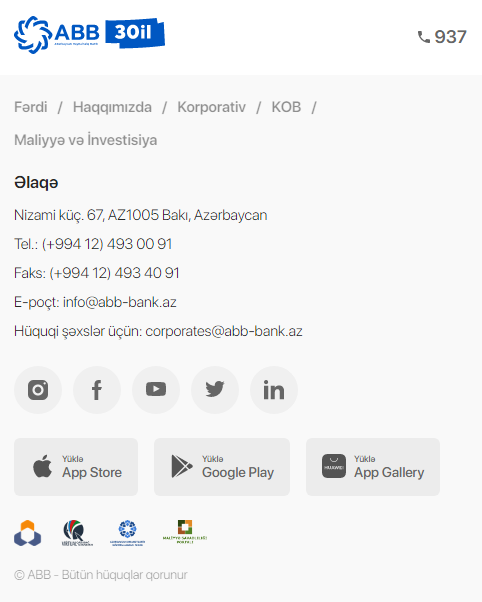 ABB 30il
937
Fərdi / Haqqımızda / Korporativ / KOB /
Maliyyə və İnvestisiya
Əlaqə
Nizami küç. 67, AZ1005 Bakı, Azərbaycan
Tel.: (+994 12) 493 00 91
Faks: (+994 12) 493 40 91
E-poçt: info@abb-bank.az
Hüquqi şəxslər üçün: corporates@abb-bank.az
Yüklə
App Store
Yüklə
Google Play
HUAWEI
Yüklə
App Gallery
© ABB - Bütün hüquqlar qorunur